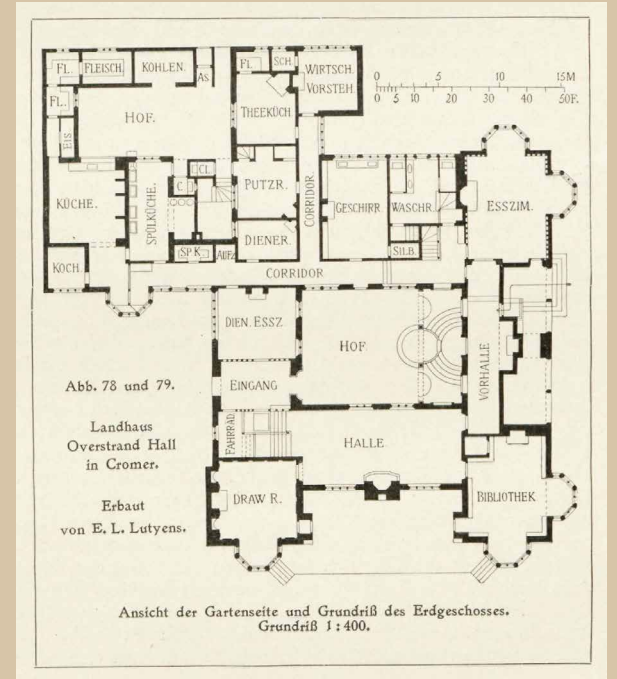 FL.
FLEISCH.
KOHLEN.
AS.
FL.
SCH.
WIRTSCH.
VORSTEH.
0 5 10 15M
0 5 10 20 30 40 50F.
FL.
HOF.
THEEKÜCH.
EIS
KÜCHE.
SPÜLKÜCHE.
CL.
C.
PUTZR.
CORRIDOR.
GESCHIRR.
WASCHR.
ESSZIM.
DIENER.
SPK.
AUFZ.
SILB.
KOCH.
CORRIDOR
DIEN. ESSZ.
HOF
VORHALLE
EINGANG
FAHRRAD
HALLE
DRAW R.
BIBLIOTHEK
Abb. 78 und 79.
Landhaus
Overstrand Hall
in Cromer.
Erbaut
von E. L. Lutyens.
Ansicht der Gartenseite und Grundriß des Erdgeschosses.
Grundriß 1 : 400.